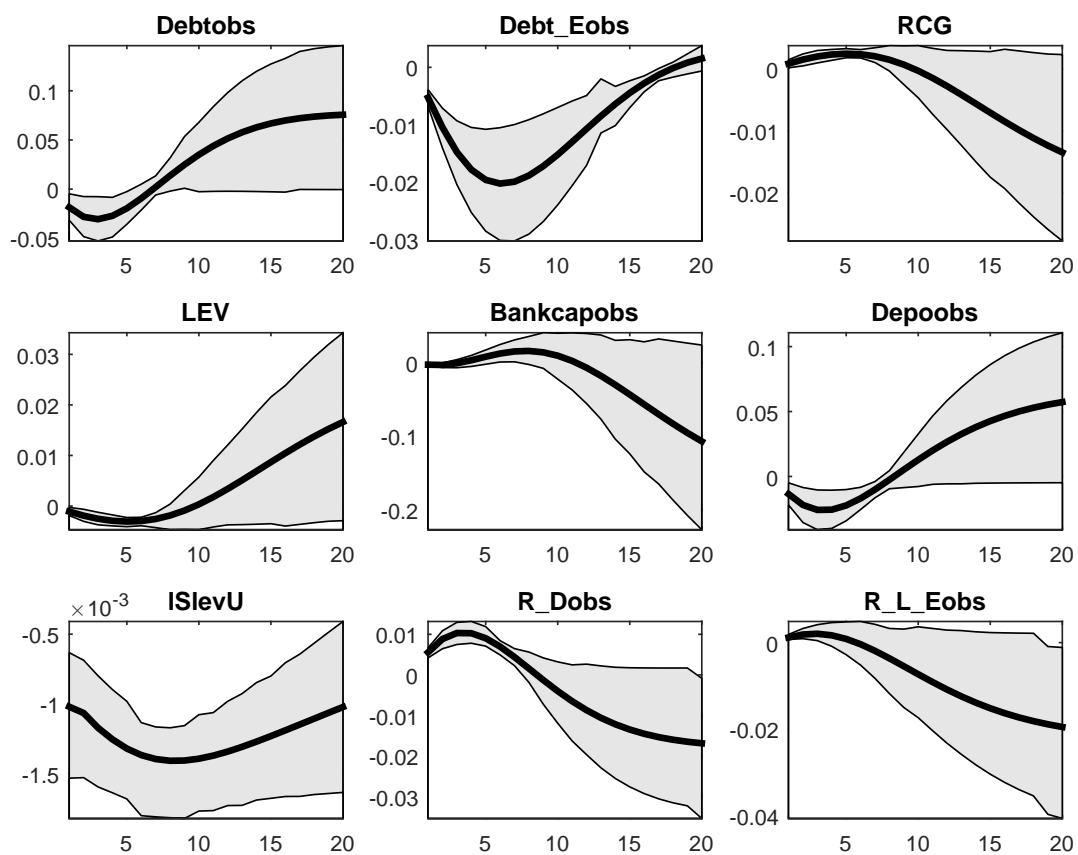 Debtobs Debt_Eobs RCG
0.1 0 0
0.05 -0.01 -0.01
0 -0.02 -0.02
-0.05 -0.03
5 10 15 20 5 10 15 20 5 10 15 20
LEV Bankcapobs Depoobs
0.03 0 0.1
0.02 -0.1 0.05
0.01 -0.2 0
0
5 10 15 20 5 10 15 20 5 10 15 20
×10-3 ISlevU R_Dobs R_L_Eobs
-0.5 0.01 0
-1 0 -0.02
-1.5 -0.01 -0.04
-0.02
-0.03
5 10 15 20 5 10 15 20 5 10 15 20